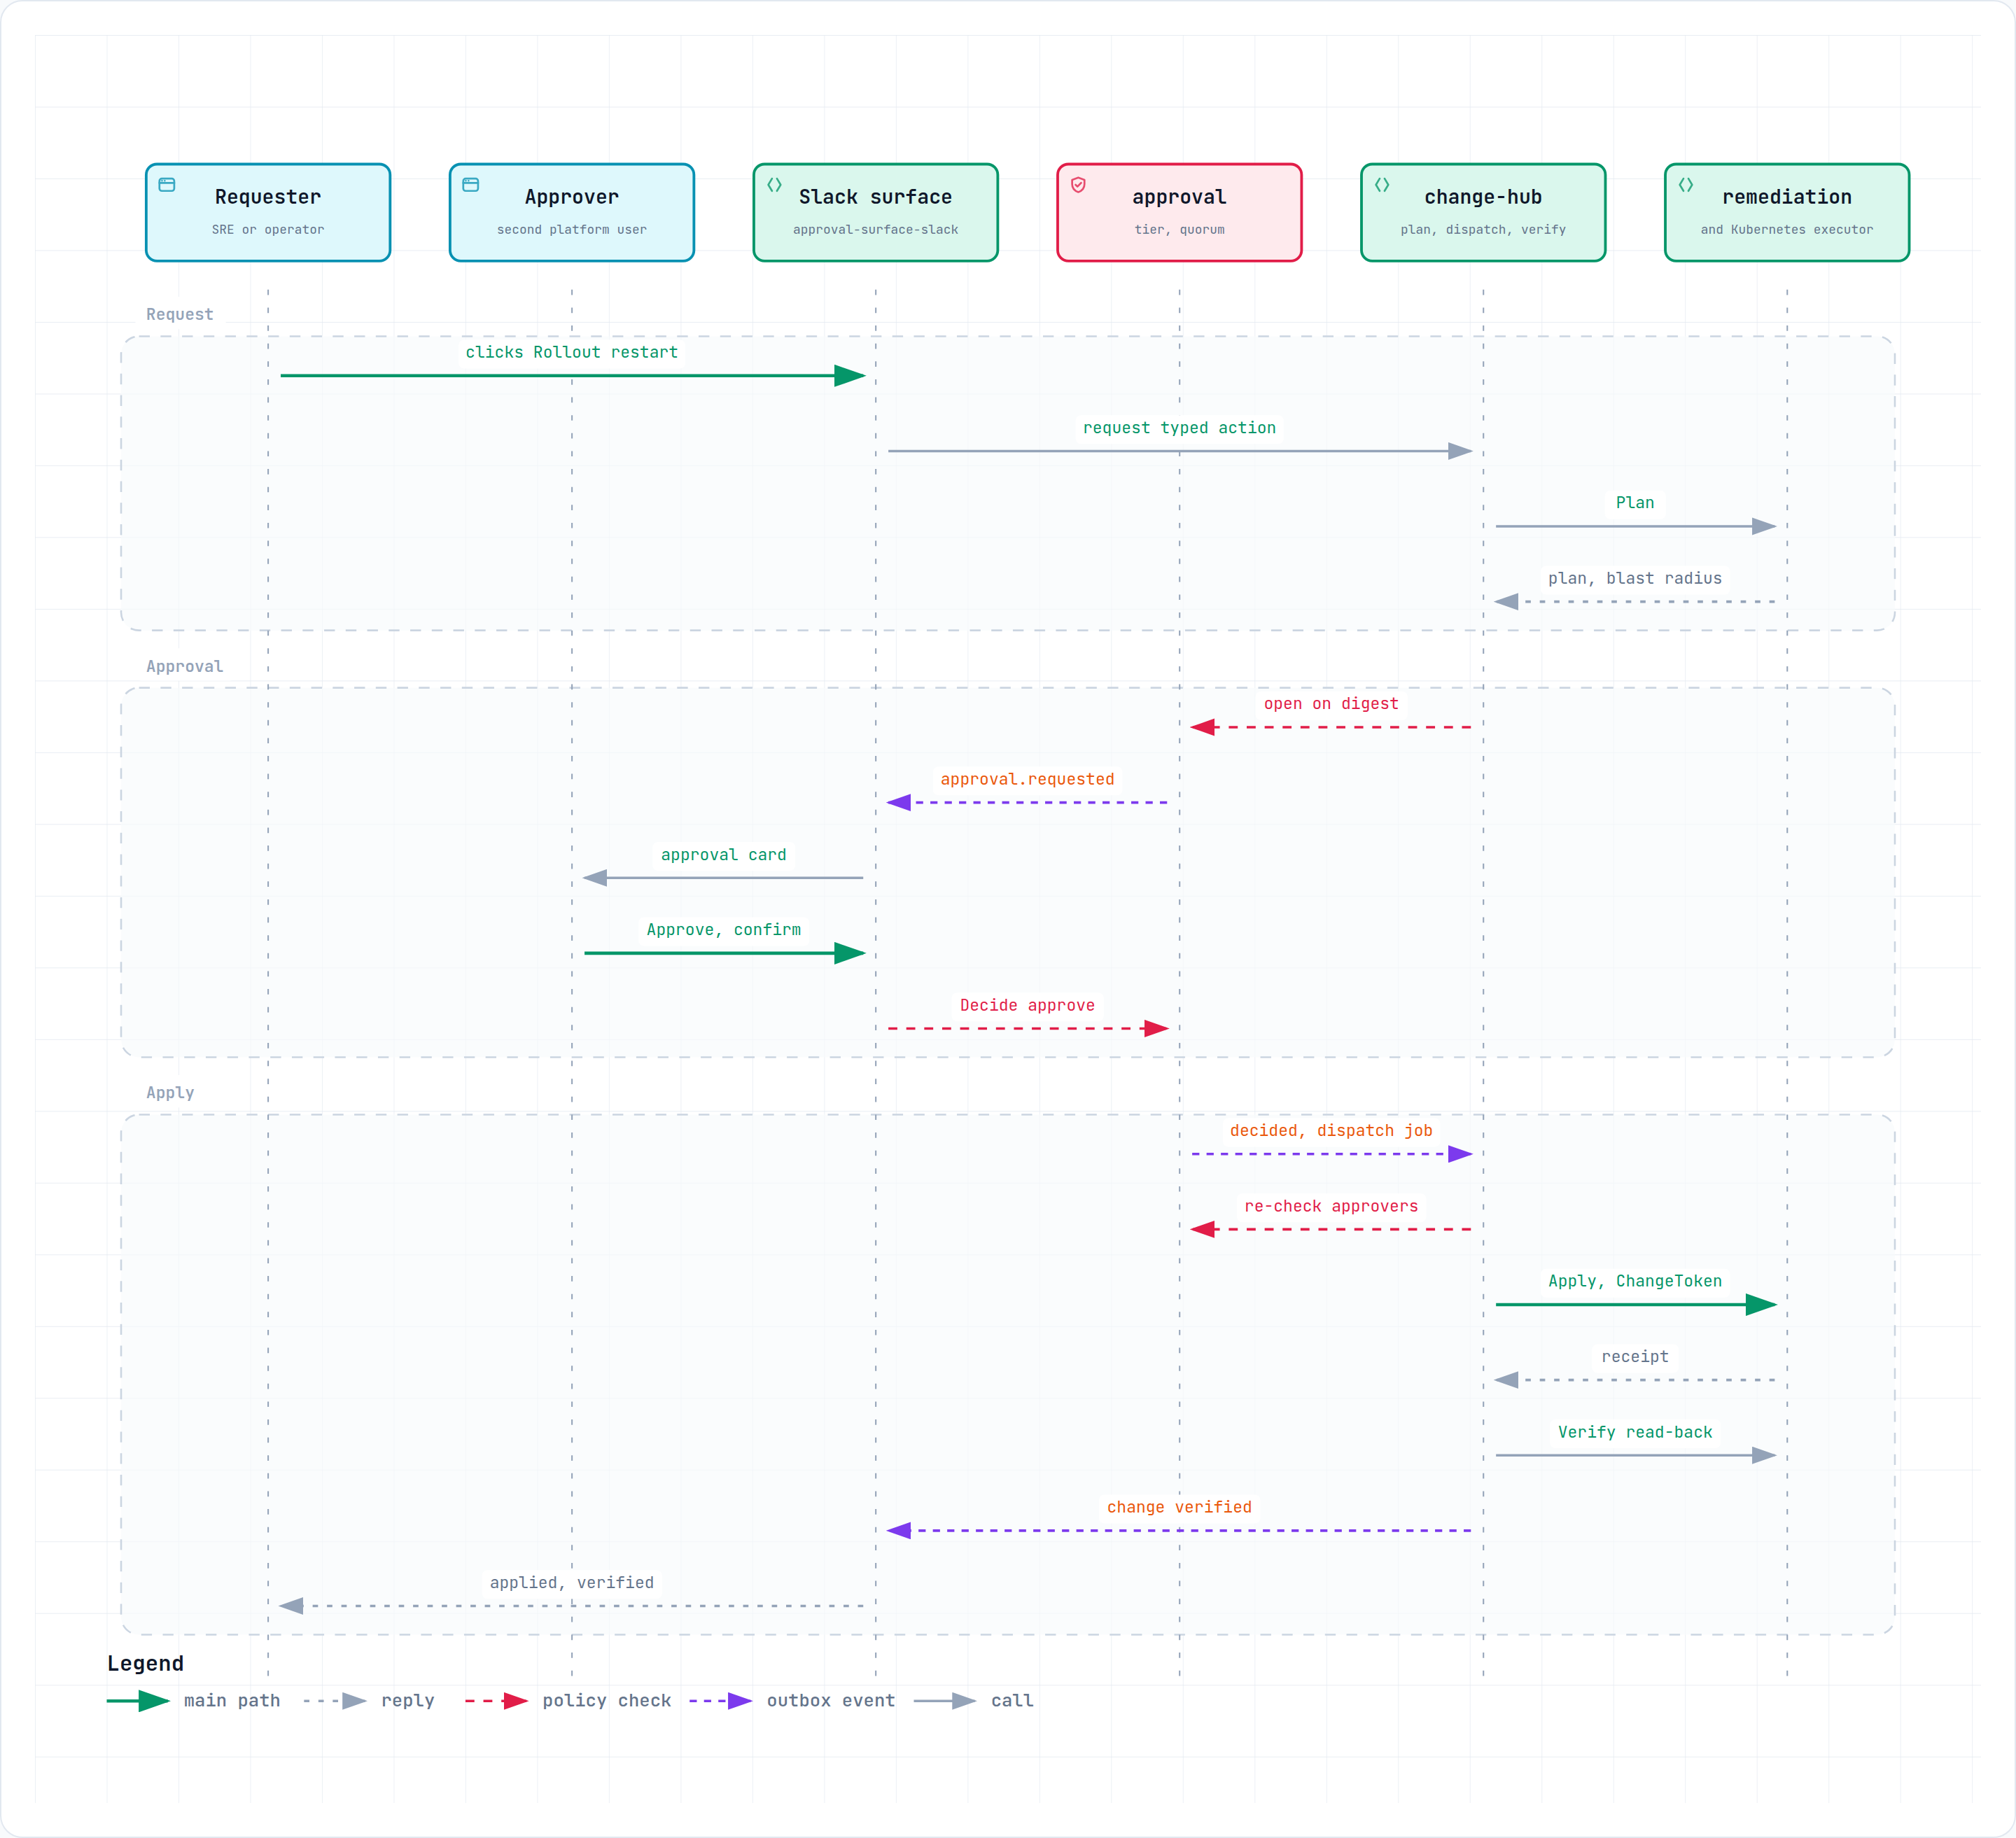 Requester
SRE or operator
Approver
second platform user
Slack surface
approval-surface-slack
approval
tier, quorum
change-hub
plan, dispatch, verify
remediation
and Kubernetes executor
Request
clicks Rollout restart
request typed action
Plan
plan, blast radius
Approval
open on digest
approval.requested
approval card
Approve, confirm
Decide approve
Apply
decided, dispatch job
re-check approvers
Apply, ChangeToken
receipt
Verify read-back
change verified
applied, verified
Legend
main path
reply
policy check
outbox event
call